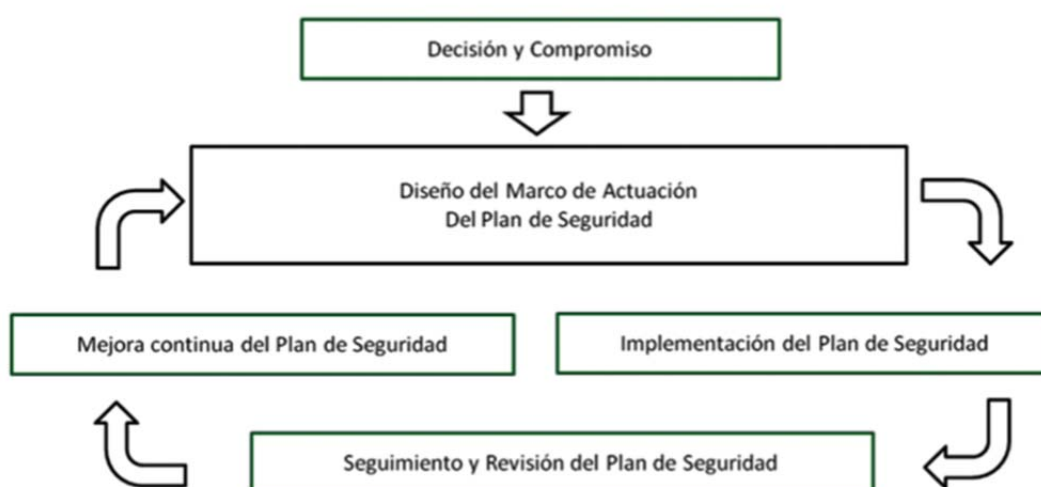 Decisión y Compromiso
Diseño del Marco de Actuación
Del Plan de Seguridad
Mejora continua del Plan de Seguridad
Implementación del Plan de Seguridad
Seguimiento y Revisión del Plan de Seguridad